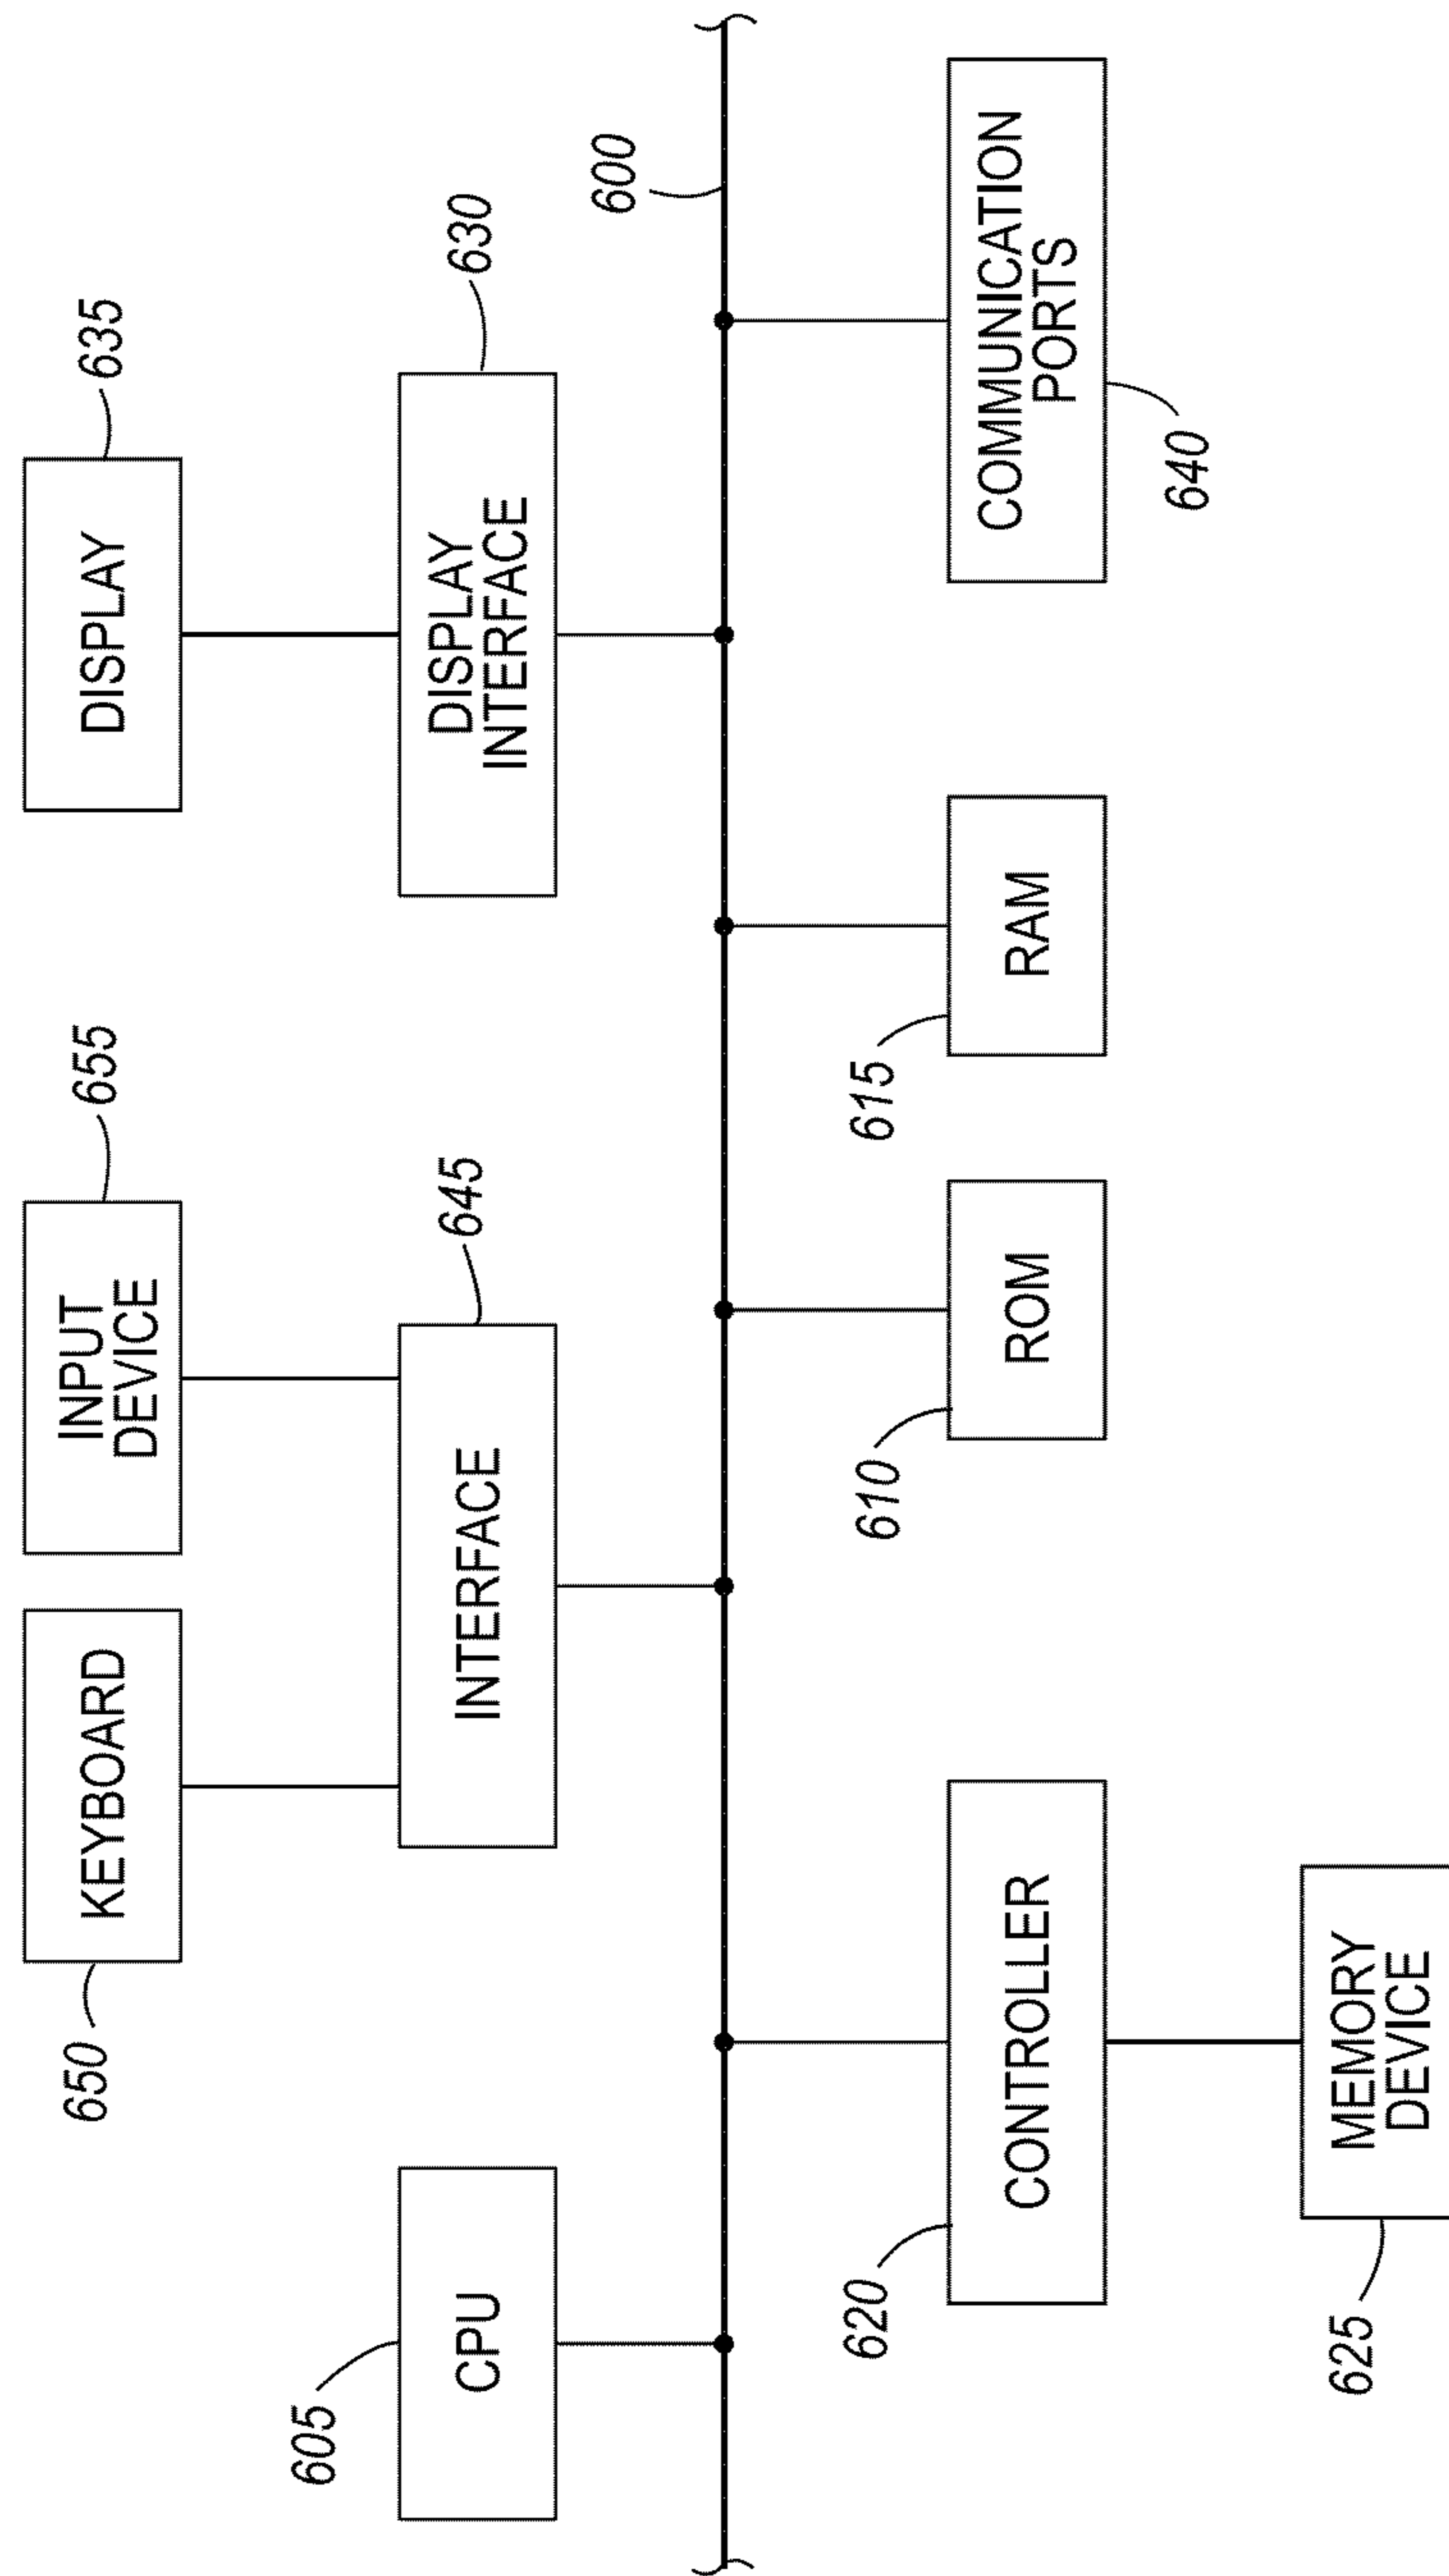 KEYBOARD
650
INPUT
DEVICE
655
DISPLAY
635
605
CPU
INTERFACE
645
DISPLAY
INTERFACE
630
600
620
CONTROLLER
610
ROM
615
RAM
COMMUNICATION
PORTS
640
625
MEMORY
DEVICE